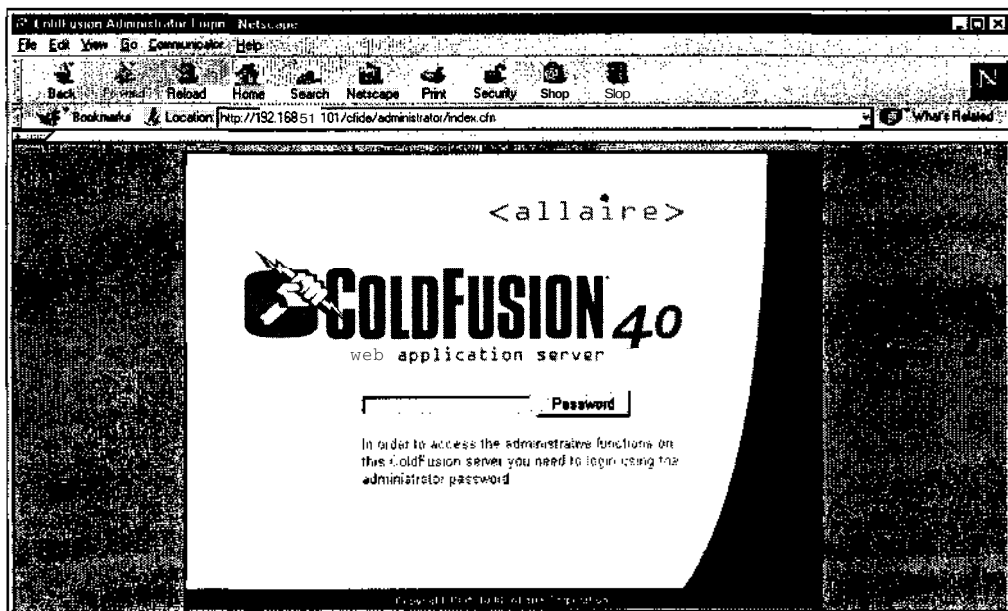 ColdFusion Administrator Login - Netscape
File Edit View Go Communicator Help
Back Forward Reload Home Search Netscape Print Security Shop Stop
N
Bookmarks Location: http://192.168 51 101/cfide/administrator/index.cfm What's Related
<allaire>
COLDFUSION 4.0
web application server
Password
In order to access the administrative functions on
this ColdFusion server you need to login using the
administrator password
Copyright Allaire Corporation